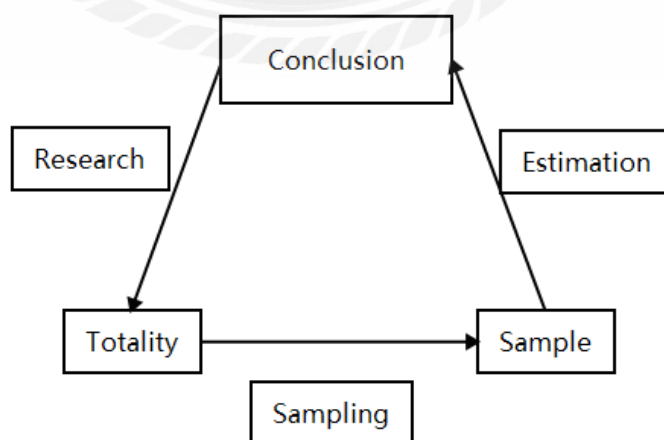 Conclusion
Research
Estimation
Totality
Sample
Sampling